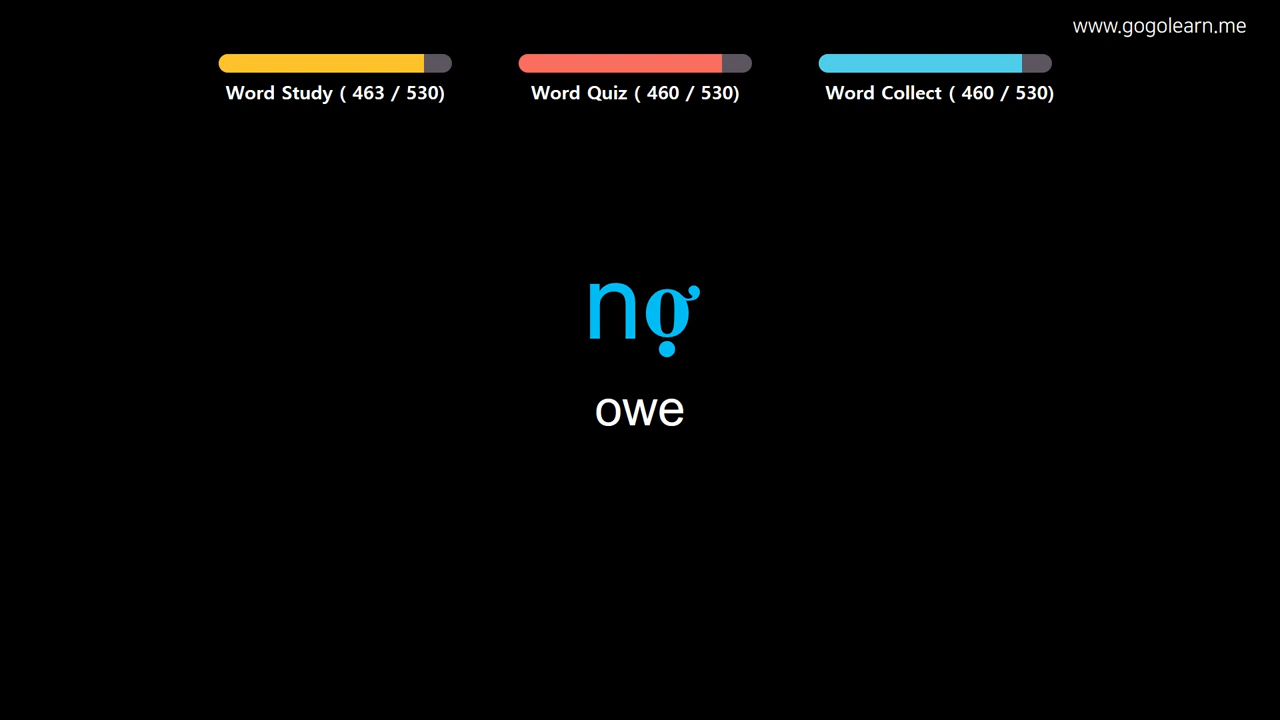 www.gogolearn.me
Word Study ( 463 / 530)
Word Quiz ( 460 / 530)
Word Collect ( 460 / 530)
nợ
owe